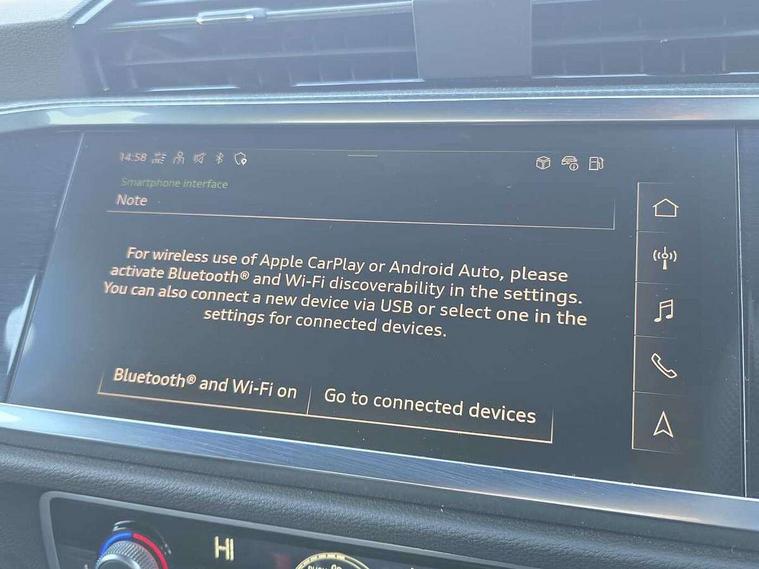 14:58
Smartphone interface
Note
For wireless use of Apple CarPlay or Android Auto, please
activate Bluetooth® and Wi-Fi discoverability in the settings.
You can also connect a new device via USB or select one in the
settings for connected devices.
Bluetooth® and Wi-Fi on
Go to connected devices
HI